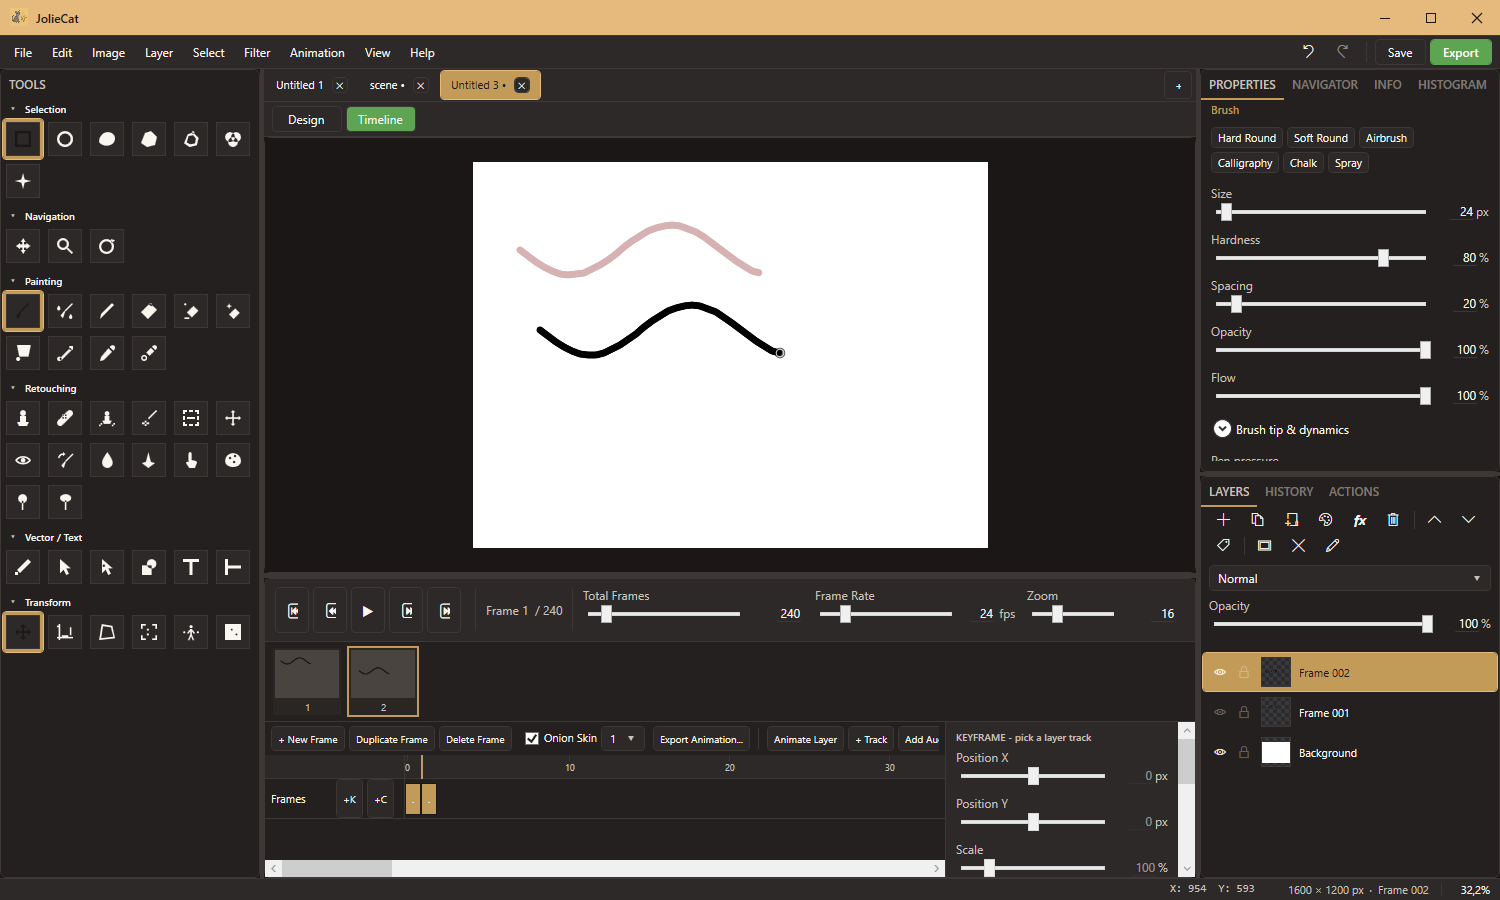 JolieCat
File Edit Image Layer Select Filter Animation View Help
Save Export
TOOLS
Selection
Navigation
Painting
Retouching
Vector / Text
Transform
Untitled 1 scene • Untitled 3 •
Design Timeline
Frame 1 / 240
Total Frames
240
Frame Rate
24 fps
Zoom
16
1 2
+ New Frame Duplicate Frame Delete Frame Onion Skin 1 Export Animation... Animate Layer + Track Add Au
0 10 20 30
Frames +K +C
KEYFRAME - pick a layer track
Position X
0 px
Position Y
0 px
Scale
100 %
PROPERTIES NAVIGATOR INFO HISTOGRAM
Brush
Hard Round Soft Round Airbrush
Calligraphy Chalk Spray
Size
24 px
Hardness
80 %
Spacing
20 %
Opacity
100 %
Flow
100 %
Brush tip & dynamics
Pen pressure
LAYERS HISTORY ACTIONS
fx
Normal
Opacity
100 %
Frame 002
Frame 001
Background
X: 954 Y: 593 1600 × 1200 px · Frame 002 32,2%